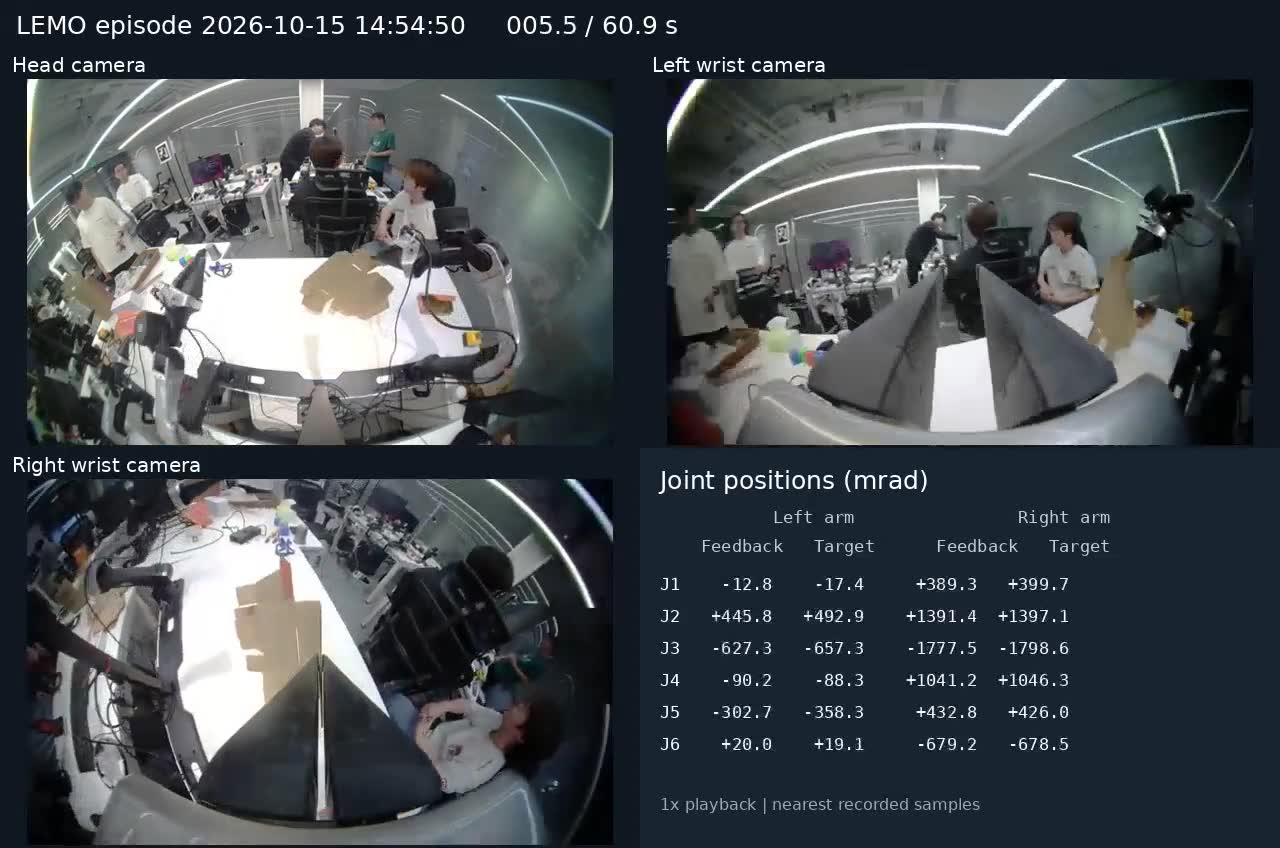 LEMO episode 2026-10-15 14:54:50 005.5 / 60.9 s
Head camera
Left wrist camera
Right wrist camera
Joint positions (mrad)
Left arm Right arm
Feedback Target Feedback Target
J1 -12.8 -17.4 +389.3 +399.7
J2 +445.8 +492.9 +1391.4 +1397.1
J3 -627.3 -657.3 -1777.5 -1798.6
J4 -90.2 -88.3 +1041.2 +1046.3
J5 -302.7 -358.3 +432.8 +426.0
J6 +20.0 +19.1 -679.2 -678.5
1x playback | nearest recorded samples